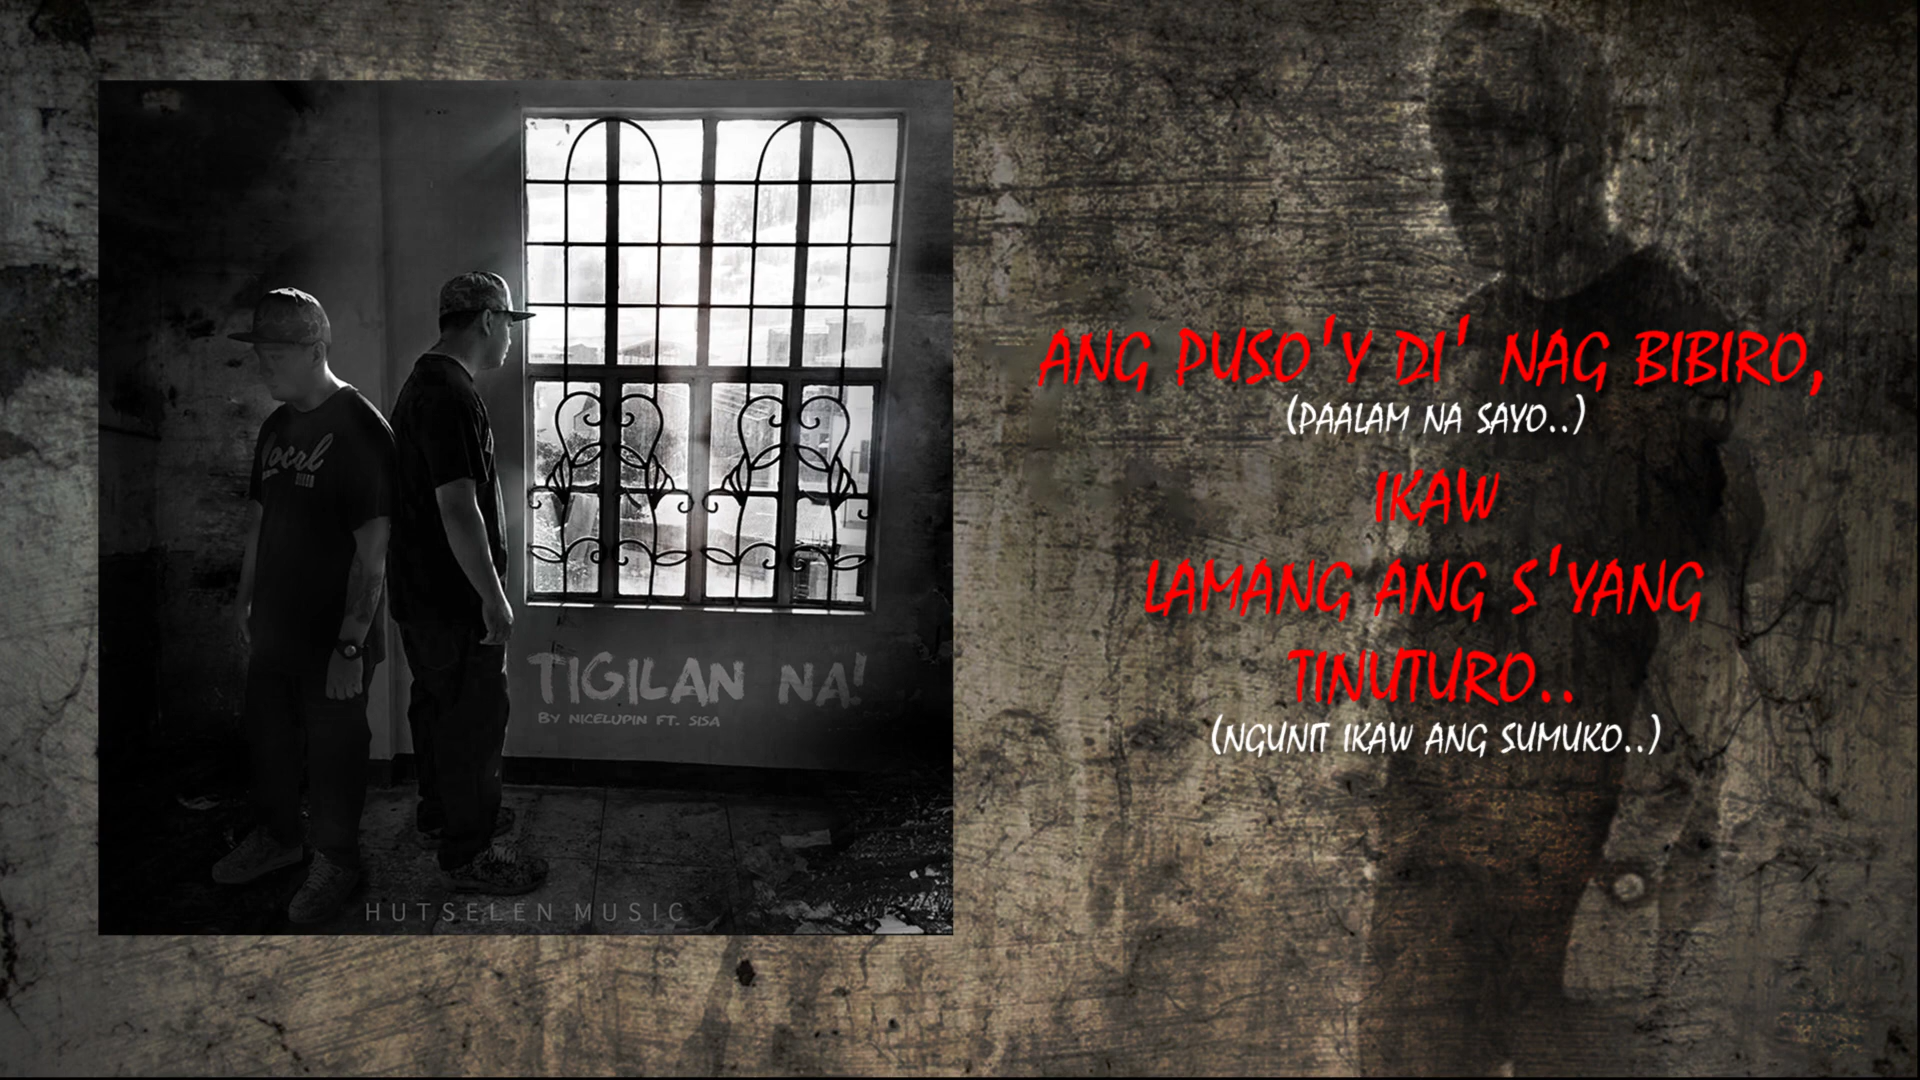 Local
TIGILAN NA!
BY NICELUPIN FT. SISA
HUTSELEN MUSIC
ANG PUSO'Y DI' NAG BIBIRO,
(PAALAM NA SAYO..)
IKAW
LAMANG ANG S'YANG
TINUTURO..
(NGUNIT IKAW ANG SUMUKO..)